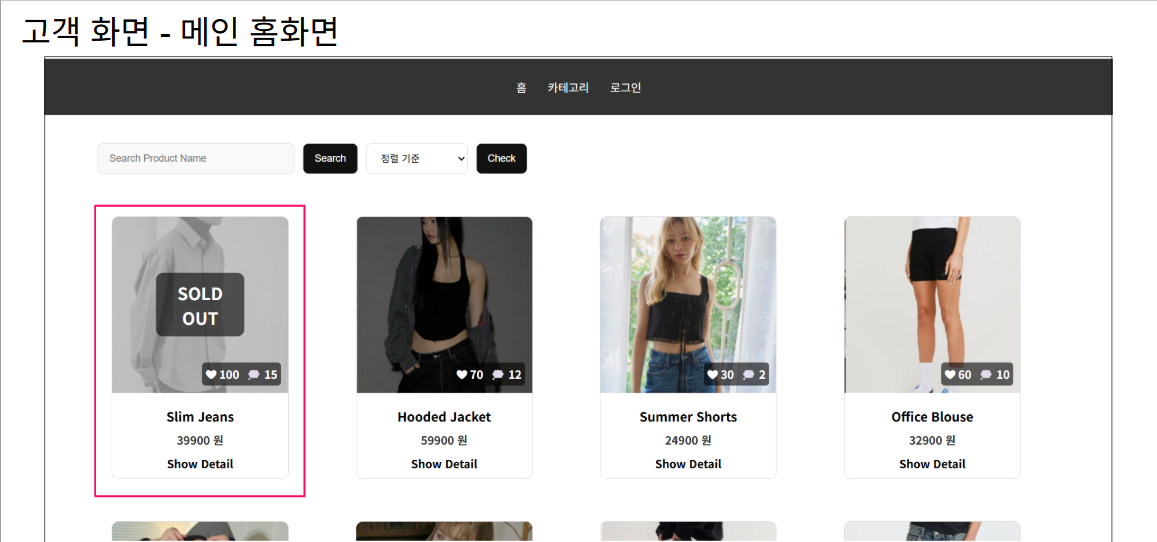 고객 화면 - 메인 홈화면
홈 카테고리 로그인
Search Product Name Search 정렬 기준 Check
SOLD
OUT
100 15
70 12
30 2
60 10
Slim Jeans
39900 원
Show Detail
Hooded Jacket
59900 원
Show Detail
Summer Shorts
24900 원
Show Detail
Office Blouse
32900 원
Show Detail